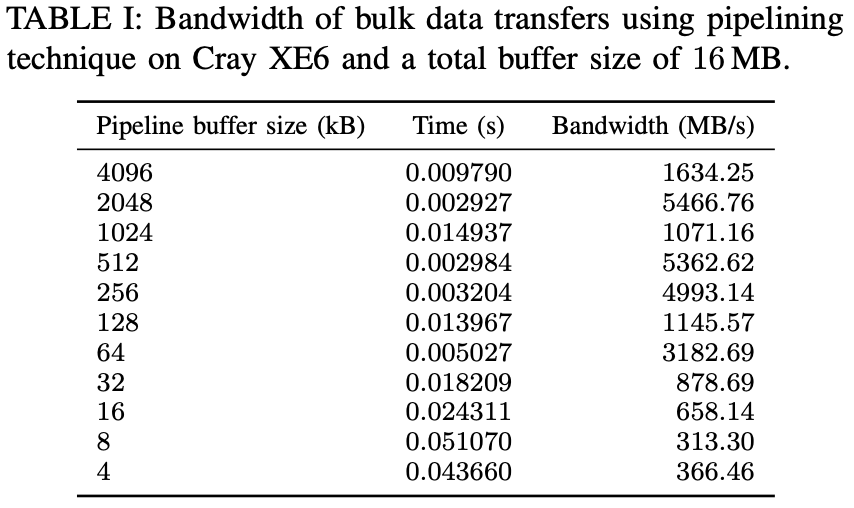 TABLE I: Bandwidth of bulk data transfers using pipelining
technique on Cray XE6 and a total buffer size of 16 MB.
Pipeline buffer size (kB) Time (s) Bandwidth (MB/s)
4096 0.009790 1634.25
2048 0.002927 5466.76
1024 0.014937 1071.16
512 0.002984 5362.62
256 0.003204 4993.14
128 0.013967 1145.57
64 0.005027 3182.69
32 0.018209 878.69
16 0.024311 658.14
8 0.051070 313.30
4 0.043660 366.46